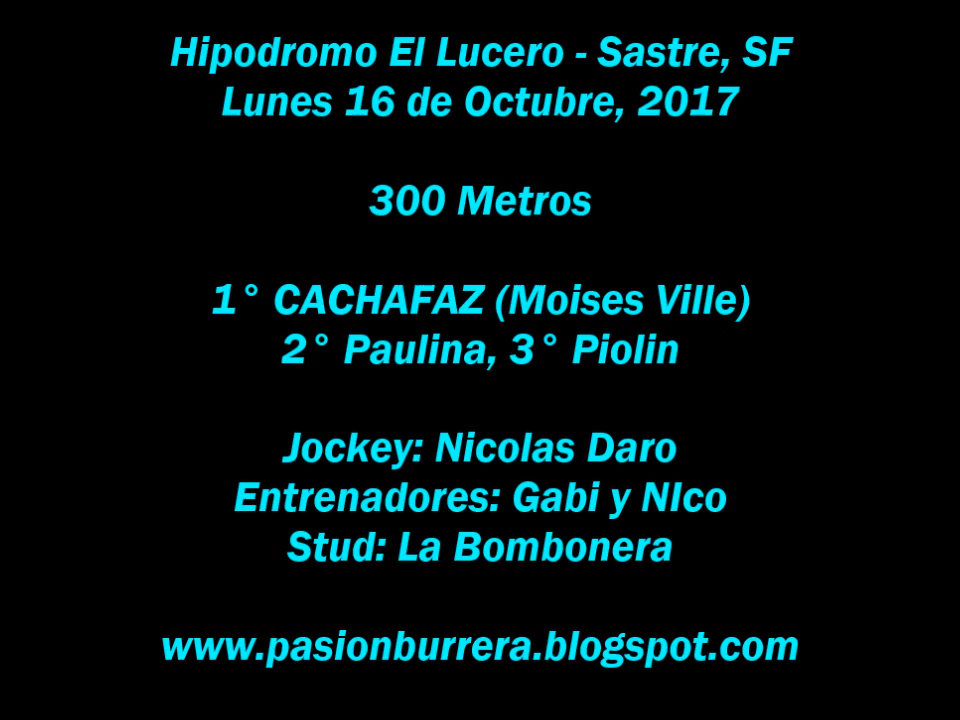 Hipodromo El Lucero - Sastre, SF
Lunes 16 de Octubre, 2017
300 Metros
1° CACHAFAZ (Moises Ville)
2° Paulina, 3° Piolin
Jockey: Nicolas Daro
Entrenadores: Gabi y NIco
Stud: La Bombonera
www.pasionburrera.blogspot.com